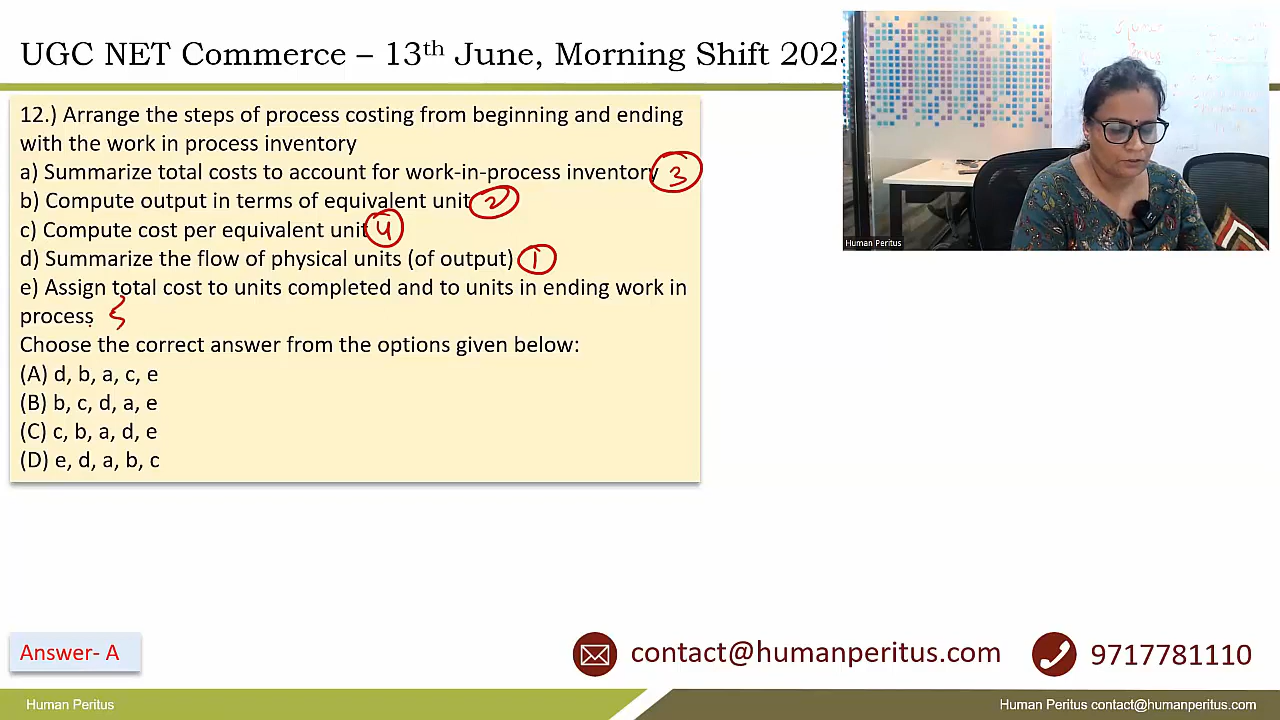 UGC NET Commerce – 13th June, Morning Shift 202
12.) Arrange the steps of process costing from beginning and ending
with the work in process inventory
a) Summarize total costs to account for work-in-process inventory 3
b) Compute output in terms of equivalent unit 2
c) Compute cost per equivalent unit 4
d) Summarize the flow of physical units (of output) 1
e) Assign total cost to units completed and to units in ending work in
process
Choose the correct answer from the options given below:
(A) d, b, a, c, e
(B) b, c, d, a, e
(C) c, b, a, d, e
(D) e, d, a, b, c
Human Peritus
Answer- A
contact@humanperitus.com
9717781110
Human Peritus
Human Peritus contact@humanperitus.com